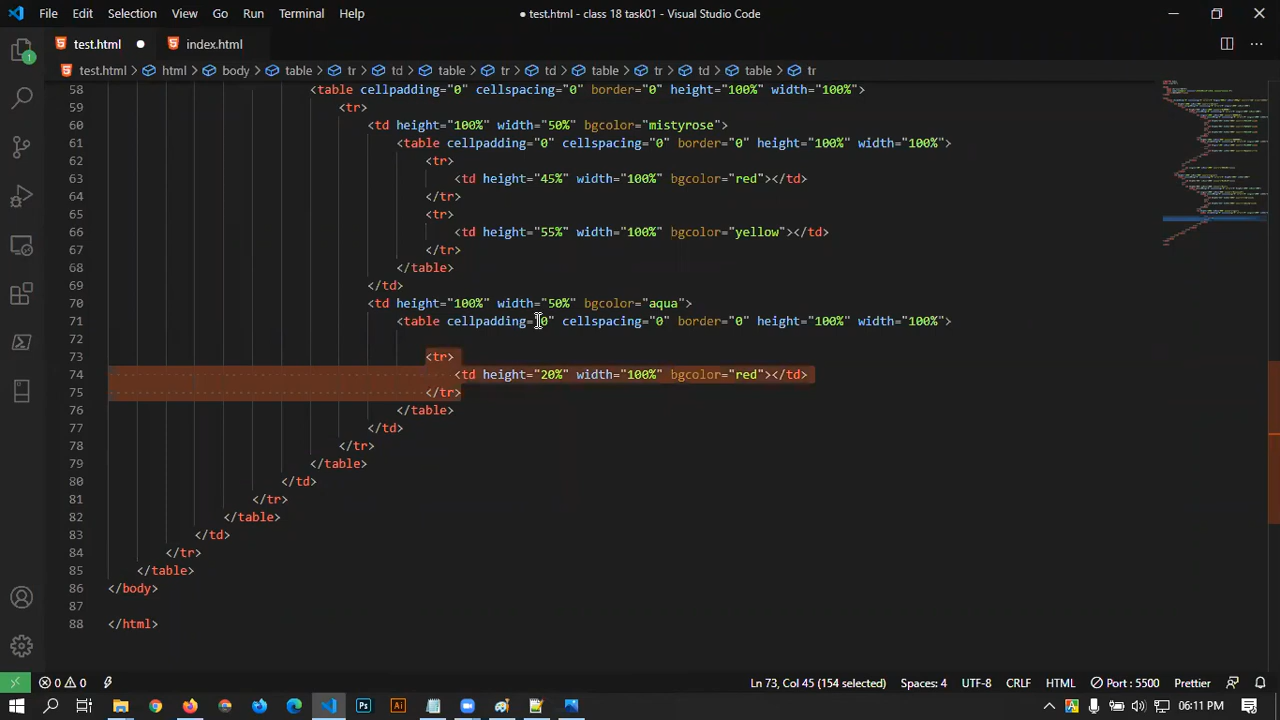 File Edit Selection View Go Run Terminal Help
● test.html - class 18 task01 - Visual Studio Code
test.html ● index.html
test.html > html > body > table > tr > td > table > tr > td > table > tr > td > table > tr
58 <table cellpadding="0" cellspacing="0" border="0" height="100%" width="100%">
59 <tr>
60 <td height="100%" width="50%" bgcolor="mistyrose">
61 <table cellpadding="0" cellspacing="0" border="0" height="100%" width="100%">
62 <tr>
63 <td height="45%" width="100%" bgcolor="red"></td>
64 </tr>
65 <tr>
66 <td height="55%" width="100%" bgcolor="yellow"></td>
67 </tr>
68 </table>
69 </td>
70 <td height="100%" width="50%" bgcolor="aqua">
71 <table cellpadding="0" cellspacing="0" border="0" height="100%" width="100%">
72
73 <tr>
74 <td height="20%" width="100%" bgcolor="red"></td>
75 </tr>
76 </table>
77 </td>
78 </tr>
79 </table>
80 </td>
81 </tr>
82 </table>
83 </td>
84 </tr>
85 </table>
86 </body>
87
88 </html>
0 0 Ln 73, Col 45 (154 selected) Spaces: 4 UTF-8 CRLF HTML Port : 5500 Prettier
Ps Ai 06:11 PM